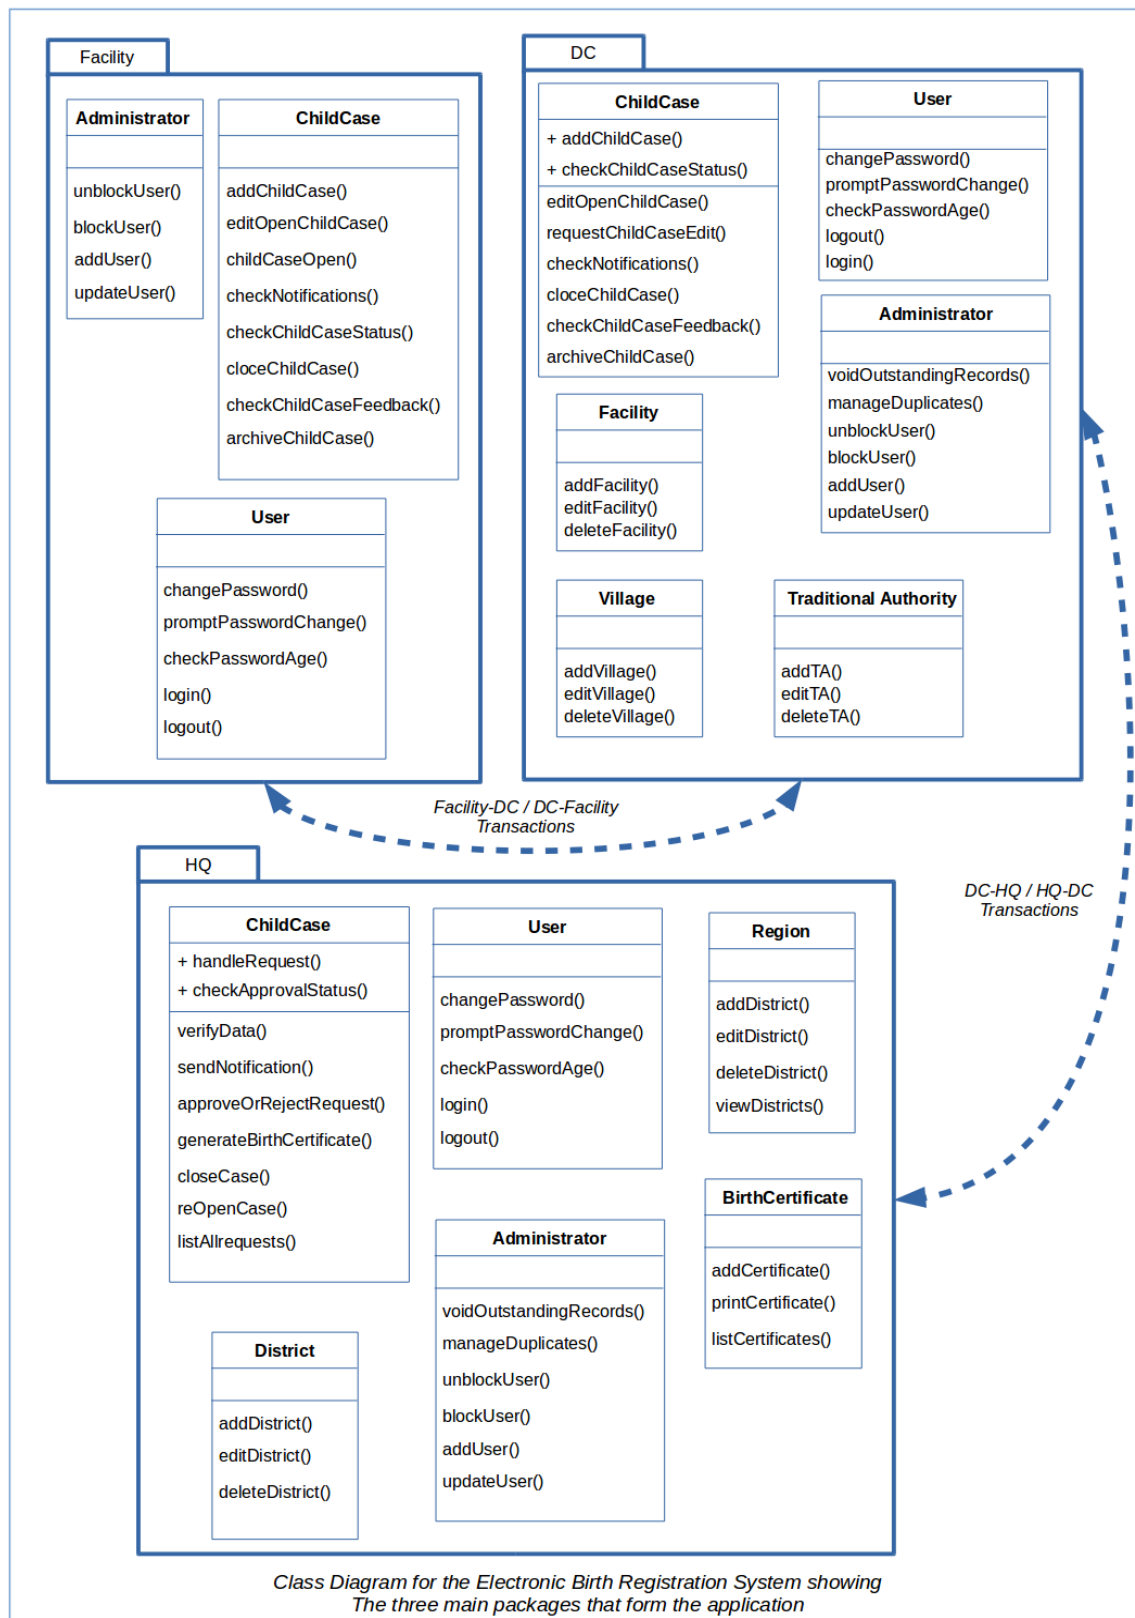 Facility
Administrator
unblockUser()
blockUser()
addUser()
updateUser()
ChildCase
addChildCase()
editOpenChildCase()
childCaseOpen()
checkNotifications()
checkChildCaseStatus()
cloceChildCase()
checkChildCaseFeedback()
archiveChildCase()
User
changePassword()
promptPasswordChange()
checkPasswordAge()
login()
logout()
DC
ChildCase
+ addChildCase()
+ checkChildCaseStatus()
editOpenChildCase()
requestChildCaseEdit()
checkNotifications()
cloceChildCase()
checkChildCaseFeedback()
archiveChildCase()
User
changePassword()
promptPasswordChange()
checkPasswordAge()
logout()
login()
Administrator
voidOutstandingRecords()
manageDuplicates()
unblockUser()
blockUser()
addUser()
updateUser()
Facility
addFacility()
editFacility()
deleteFacility()
Village
addVillage()
editVillage()
deleteVillage()
Traditional Authority
addTA()
editTA()
deleteTA()
Facility-DC / DC-Facility
Transactions
DC-HQ / HQ-DC
Transactions
HQ
ChildCase
+ handleRequest()
+ checkApprovalStatus()
verifyData()
sendNotification()
approveOrRejectRequest()
generateBirthCertificate()
closeCase()
reOpenCase()
listAllrequests()
User
changePassword()
promptPasswordChange()
checkPasswordAge()
login()
logout()
Region
addDistrict()
editDistrict()
deleteDistrict()
viewDistricts()
BirthCertificate
addCertificate()
printCertificate()
listCertificates()
Administrator
voidOutstandingRecords()
manageDuplicates()
unblockUser()
blockUser()
addUser()
updateUser()
District
addDistrict()
editDistrict()
deleteDistrict()
Class Diagram for the Electronic Birth Registration System showing
The three main packages that form the application